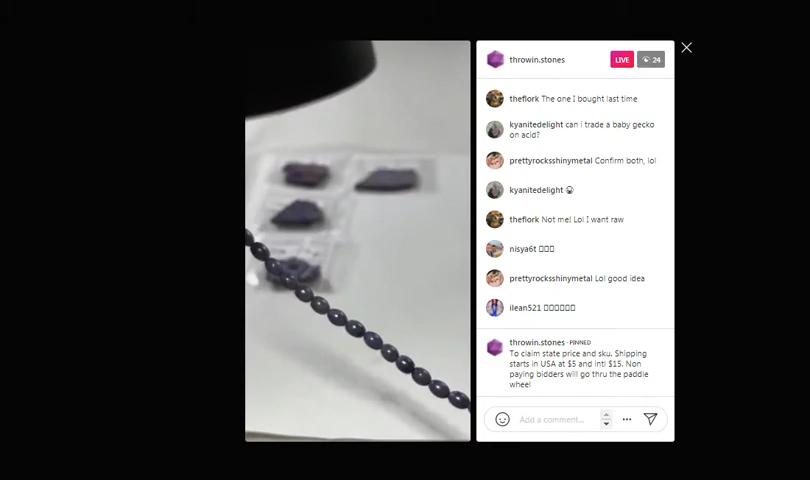 throwin.stones
LIVE
24
theflork The one I bought last time
kyanitedelight can i trade a baby gecko
on acid?
prettyrocksshinymetal Confirm both, lol
kyanitedelight
theflork Not me! Lol I want raw
nisya6t
prettyrocksshinymetal Lol good idea
ilean521
throwin.stones · PINNED
To claim state price and sku. Shipping
starts in USA at $5 and intl $15. Non
paying bidders will go thru the paddle
wheel
Add a comment...